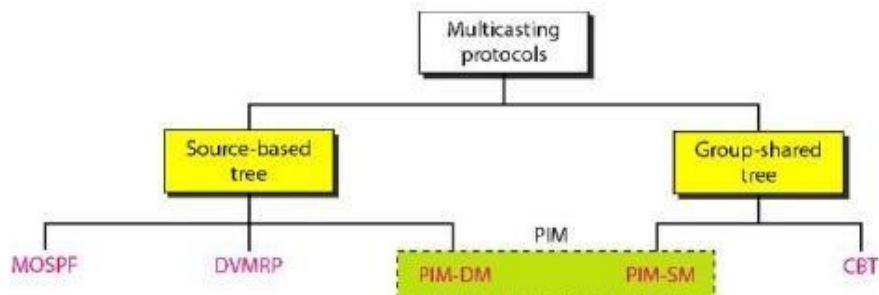 Multicasting
protocols
Source-based
tree
Group-shared
tree
PIM
MOSPF
DVMRP
PIM-DM
PIM-SM
CBT